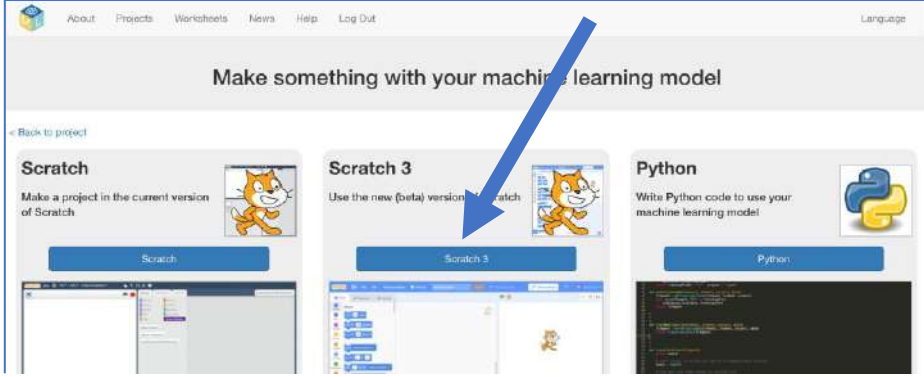 About Projects Worksheets News Help Log Out Language
Make something with your machine learning model
< Back to project
Scratch
Make a project in the current version
of Scratch
Scratch
Scratch 3
Use the new (beta) version of Scratch
Scratch 3
Python
Write Python code to use your
machine learning model
Python